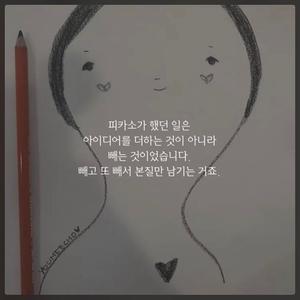 피카소가 했던 일은
아이디어를 더하는 것이 아니라
빼는 것이었습니다.
빼고 또 빼서 본질만 남기는 거죠.